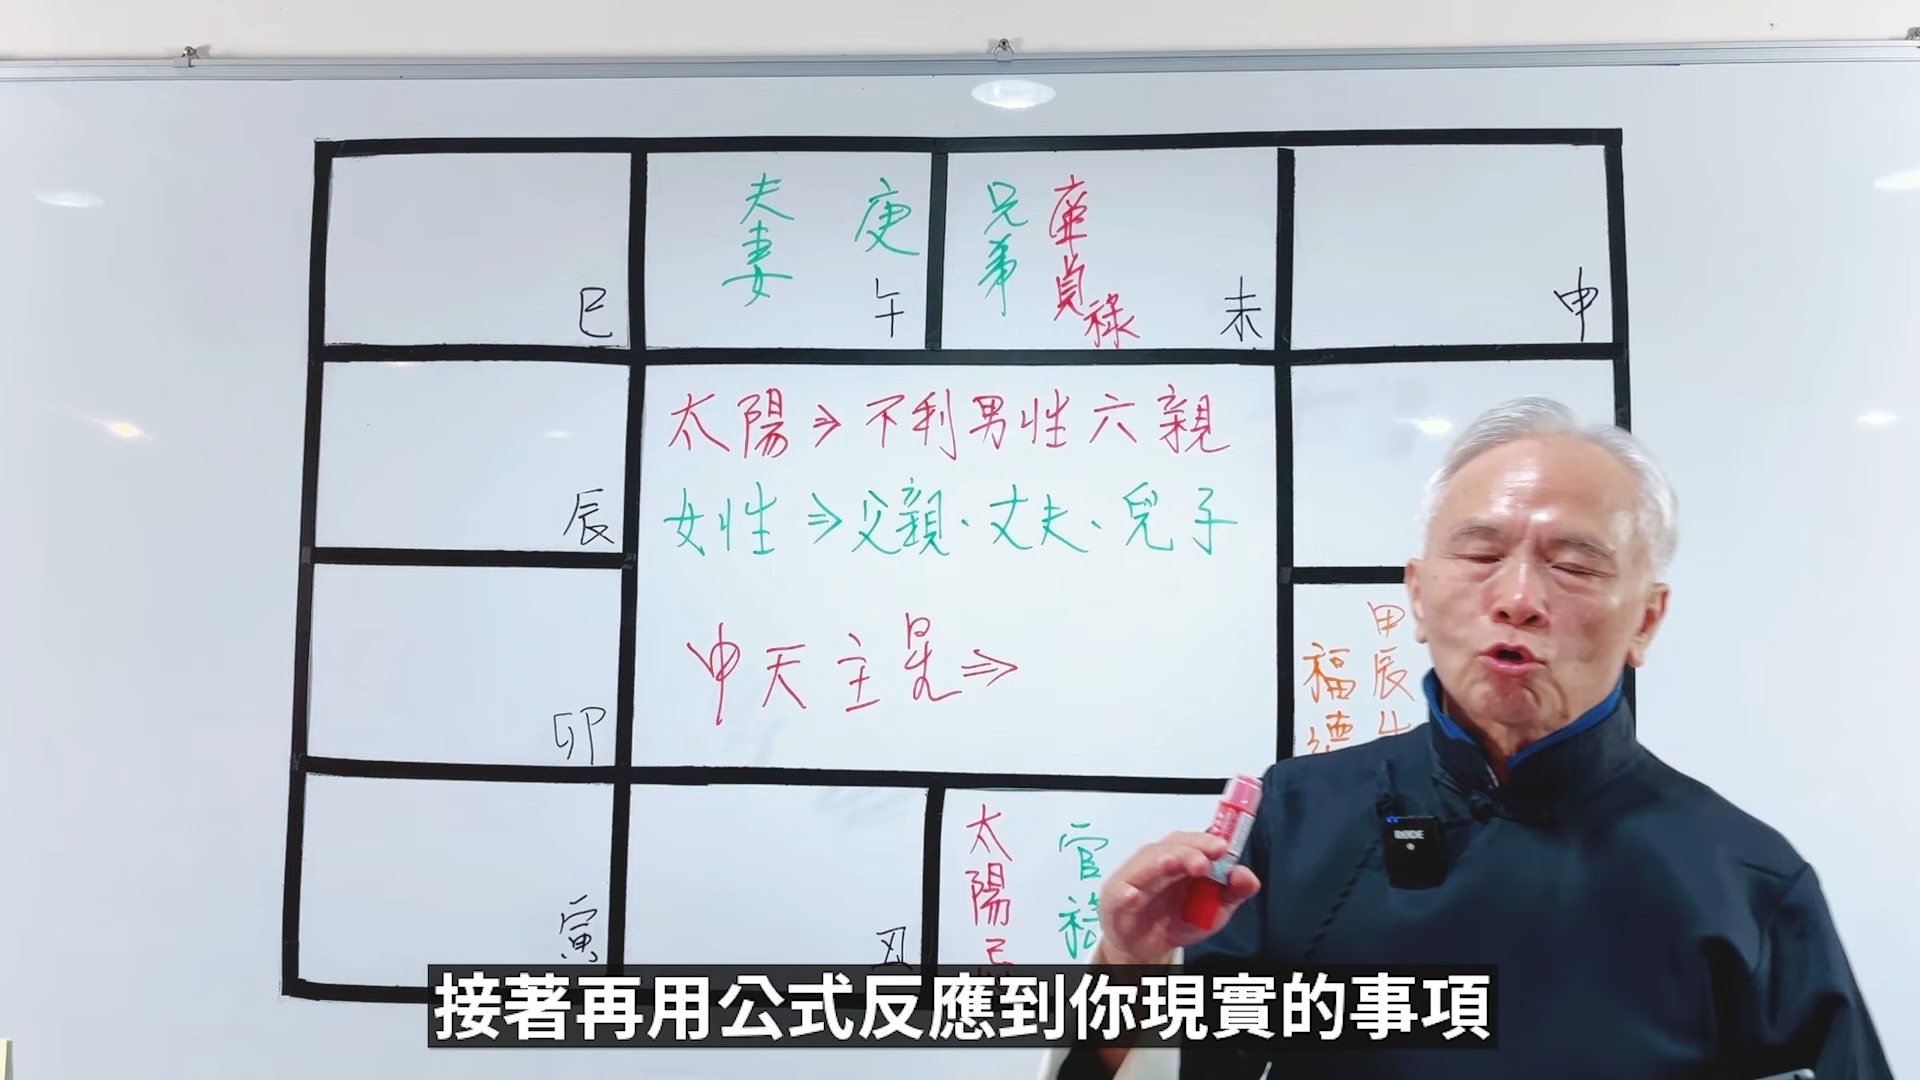 夫妻
庚
午
兄弟
廉貞祿
未
申
巳
太陽⇒不利男性六親
女性⇒父親、丈夫、兒子
中天主星⇒
辰
卯
甲辰
福德
寅
丑
太陽
官祿
RODE
接著再用公式反應到你現實的事項